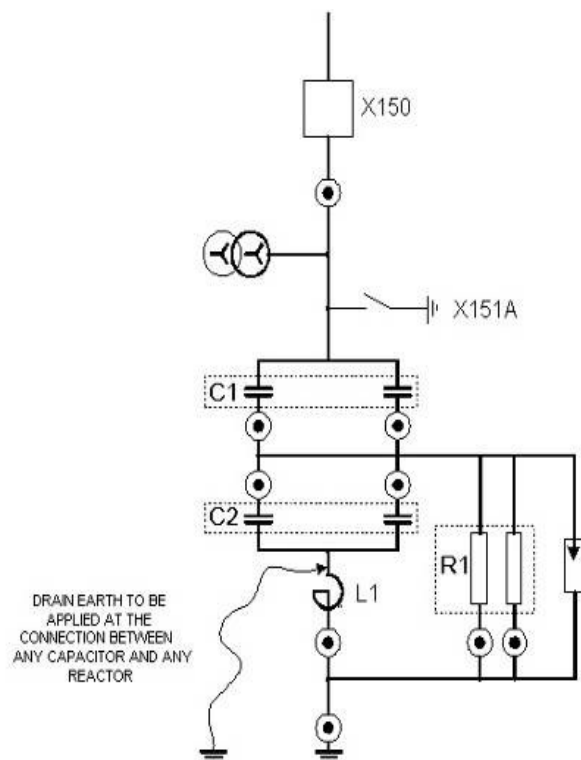 X150
X151A
C1
C2
R1
L1
DRAIN EARTH TO BE
APPLIED AT THE
CONNECTION BETWEEN
ANY CAPACITOR AND ANY
REACTOR